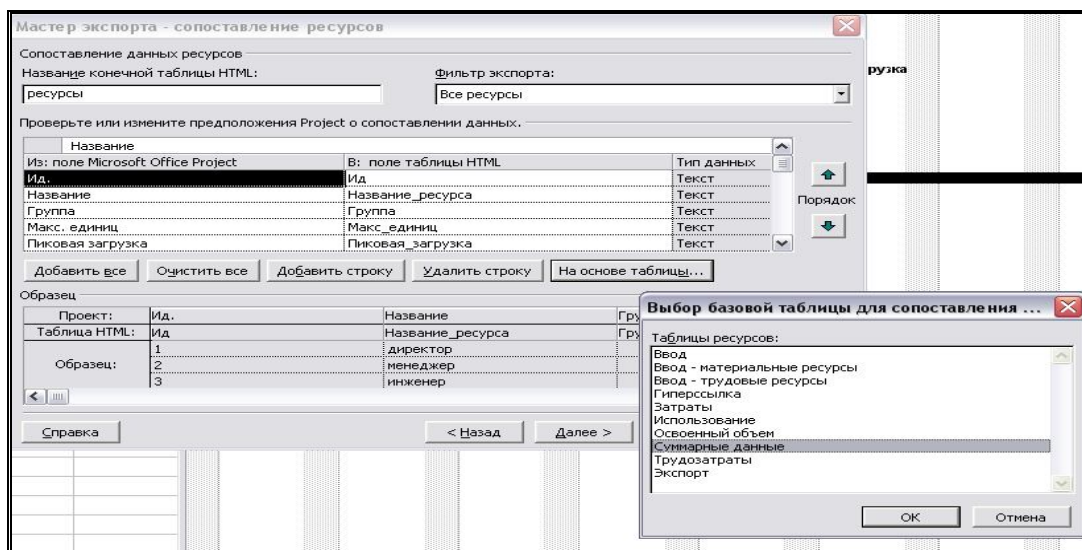 Мастер экспорта - сопоставление ресурсов
Сопоставление данных ресурсов
Название конечной таблицы HTML: Фильтр экспорта:
ресурсы Все ресурсы
рузка
Проверьте или измените предположения Project о сопоставлении данных.
Название
Из: поле Microsoft Office Project В: поле таблицы HTML Тип данных
Ид. Ид Текст
Название Название_ресурса Текст
Группа Группа Текст
Макс. единиц Макс_единиц Текст
Пиковая загрузка Пиковая_загрузка Текст
Порядок
Добавить все Очистить все Добавить строку Удалить строку На основе таблицы...
Образец
Проект: Ид. Название Гру
Таблица HTML: Ид Название_ресурса Гру
Образец: 1 директор
2 менеджер
3 инженер
Справка < Назад Далее >
Выбор базовой таблицы для сопоставления ...
Таблицы ресурсов:
Ввод
Ввод - материальные ресурсы
Ввод - трудовые ресурсы
Гиперссылка
Затраты
Использование
Освоенный объем
Суммарные данные
Трудозатраты
Экспорт
ОК Отмена